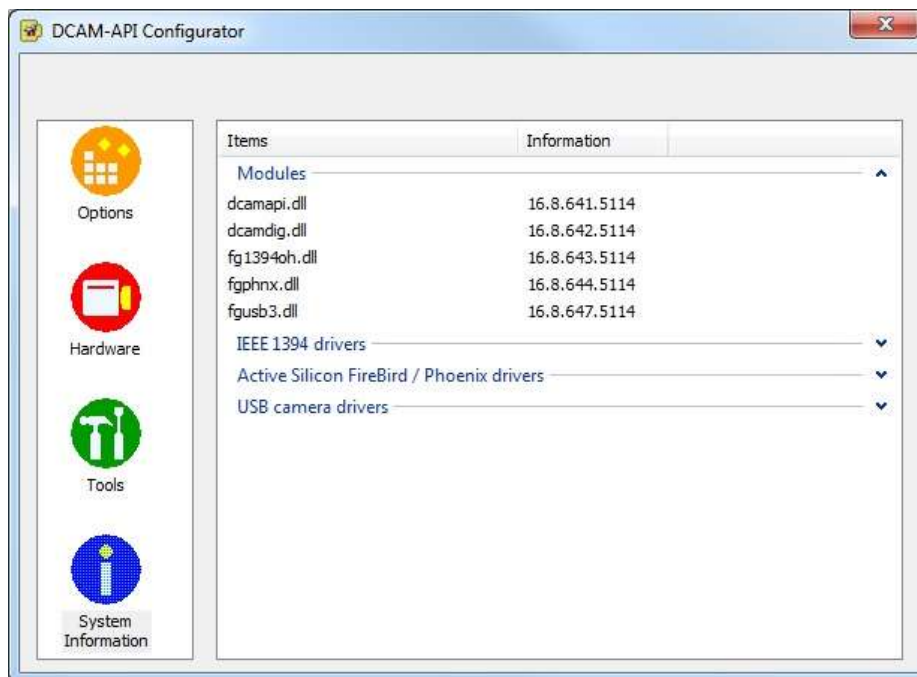 DCAM-API Configurator
Options
Hardware
Tools
System
Information
Items Information
Modules
dcamapi.dll 16.8.641.5114
dcamdig.dll 16.8.642.5114
fg1394oh.dll 16.8.643.5114
fgphnx.dll 16.8.644.5114
fgusb3.dll 16.8.647.5114
IEEE 1394 drivers
Active Silicon FireBird / Phoenix drivers
USB camera drivers